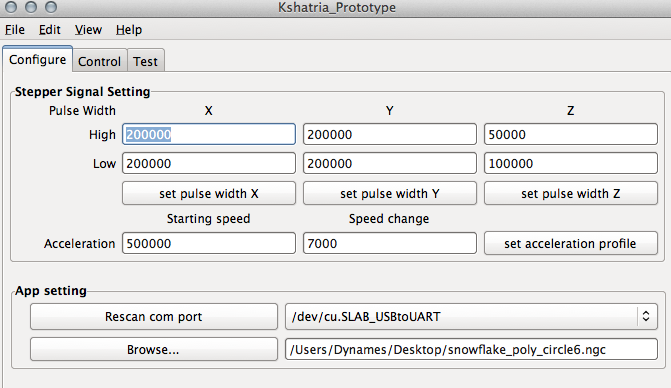 Kshatria_Prototype
File Edit View Help
Configure Control Test
Stepper Signal Setting
Pulse Width X Y Z
High 200000 200000 50000
Low 200000 200000 100000
set pulse width X set pulse width Y set pulse width Z
Starting speed Speed change
Acceleration 500000 7000 set acceleration profile
App setting
Rescan com port /dev/cu.SLAB_USBtoUART
Browse... /Users/Dynames/Desktop/snowflake_poly_circle6.ngc